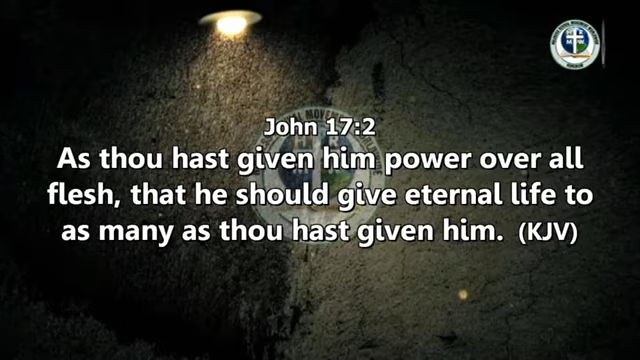 John 17:2
As thou hast given him power over all
flesh, that he should give eternal life to
as many as thou hast given him. (KJV)